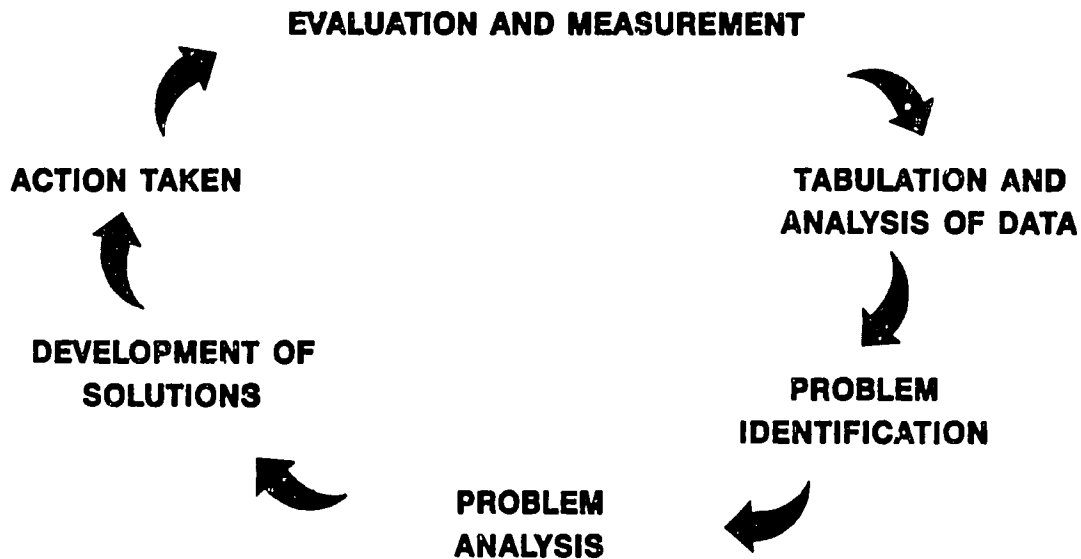 EVALUATION AND MEASUREMENT
TABULATION AND
ANALYSIS OF DATA
PROBLEM
IDENTIFICATION
PROBLEM
ANALYSIS
DEVELOPMENT OF
SOLUTIONS
ACTION TAKEN